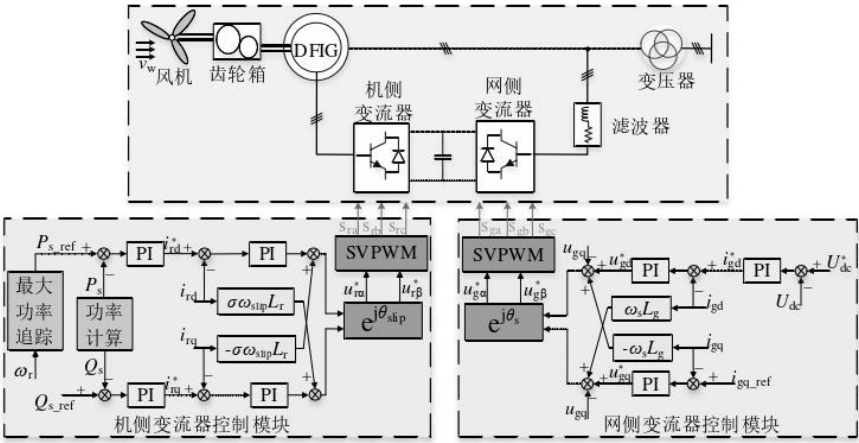 v_w
风机
齿轮箱
DFIG
变压器
机侧
变流器
网侧
变流器
滤波器
S_ra S_rb S_rc
S_ga S_gb S_gc
P_s_ref + PI i*_rd + PI +
SVPWM
u*_rα u*_rβ
P_s
最大
功率
追踪
功率
计算
i_rd
σω_slip L_r
e^jθ_slip
i_rq
-σω_slip L_r
ω_r
Q_s
Q_s_ref + PI i*_rq + PI +
机侧变流器控制模块
SVPWM
u_gq
u*_gd
PI
i*_gd
PI
U*_dc
U_dc
u*_gα u*_gβ
ω_s L_g
i_gd
e^jθ_s
-ω_s L_g
i_gq
u*_gq
PI
i_gq_ref
u_gq
网侧变流器控制模块